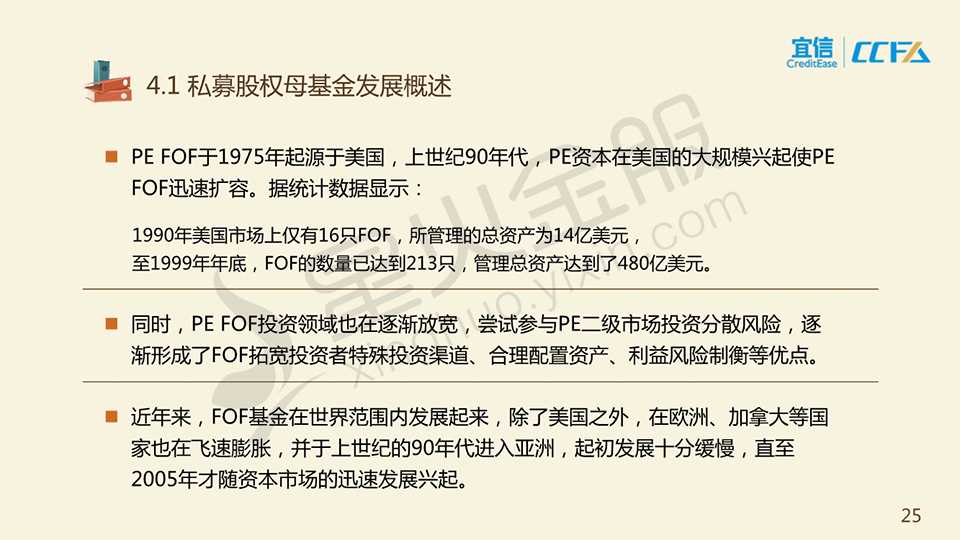 宜信
CreditEase
CCFA
4.1 私募股权母基金发展概述
PE FOF于1975年起源于美国，上世纪90年代，PE资本在美国的大规模兴起使PE
FOF迅速扩容。据统计数据显示：
1990年美国市场上仅有16只FOF，所管理的总资产为14亿美元，
至1999年年底，FOF的数量已达到213只，管理总资产达到了480亿美元。
同时，PE FOF投资领域也在逐渐放宽，尝试参与PE二级市场投资分散风险，逐
渐形成了FOF拓宽投资者特殊投资渠道、合理配置资产、利益风险制衡等优点。
近年来，FOF基金在世界范围内发展起来，除了美国之外，在欧洲、加拿大等国
家也在飞速膨胀，并于上世纪的90年代进入亚洲，起初发展十分缓慢，直至
2005年才随资本市场的迅速发展兴起。
星火金服
xinghuo.yixin.com
25